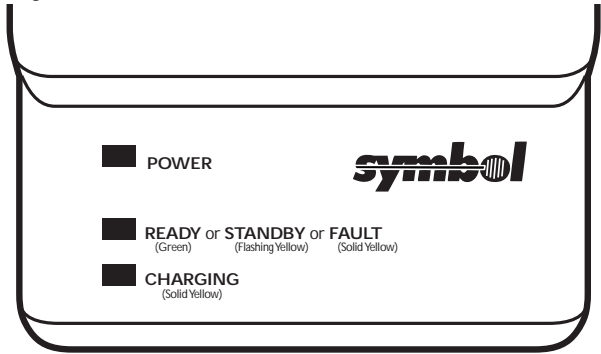 POWER
symbol
READY or STANDBY or FAULT
(Green) (Flashing Yellow) (Solid Yellow)
CHARGING
(Solid Yellow)